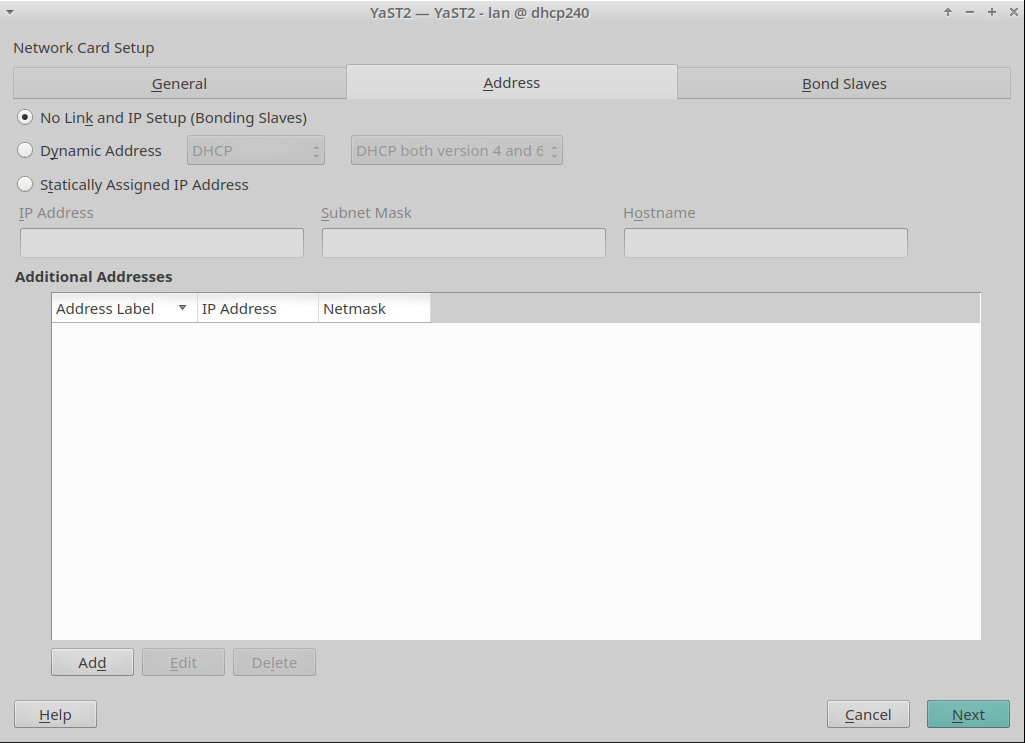 YaST2 — YaST2 - lan @ dhcp240
Network Card Setup
General Address Bond Slaves
No Link and IP Setup (Bonding Slaves)
Dynamic Address DHCP DHCP both version 4 and 6
Statically Assigned IP Address
IP Address Subnet Mask Hostname
Additional Addresses
Address Label IP Address Netmask
Add Edit Delete
Help Cancel Next